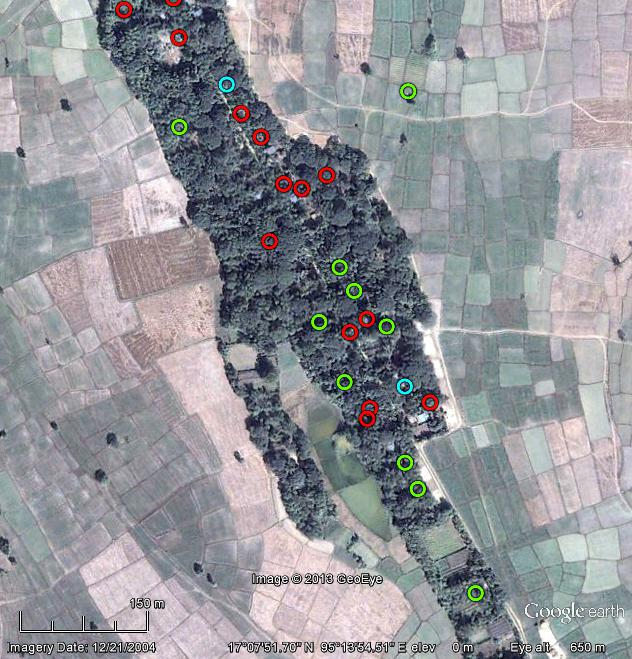 Image © 2013 GeoEye
150 m
Google earth
Imagery Date: 12/21/2004 17°07'51.70" N 95°13'54.51" E elev 0 m Eye alt 650 m